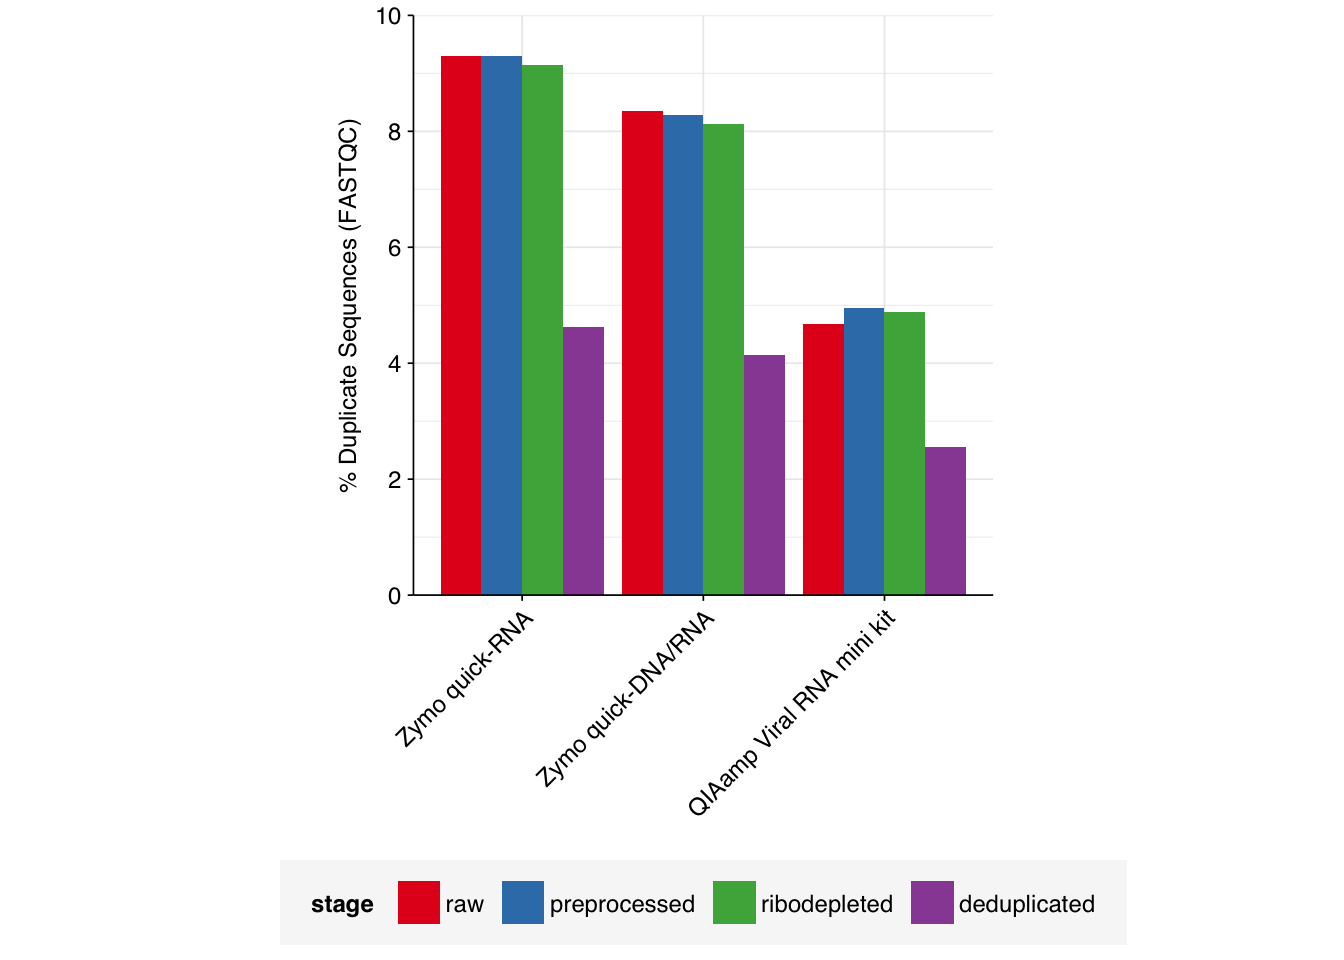 % Duplicate Sequences (FASTQC)
10
8
6
4
2
0
Zymo quick-RNA
Zymo quick-DNA/RNA
QIAamp Viral RNA mini kit
stage raw preprocessed ribodepleted deduplicated